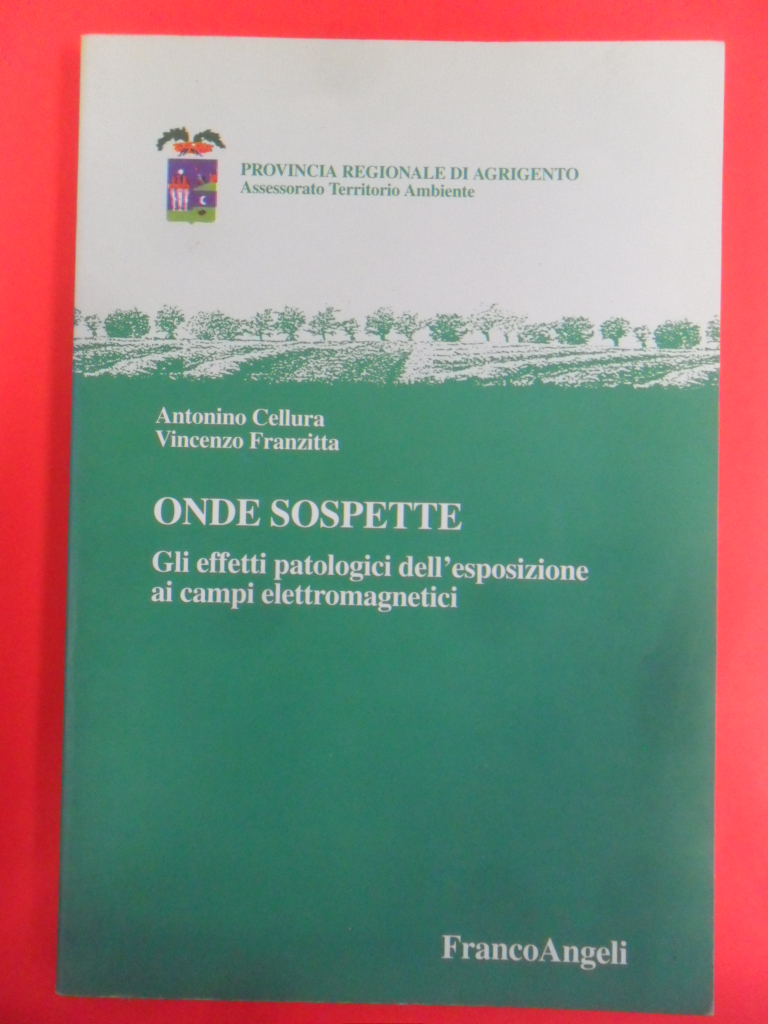 PROVINCIA REGIONALE DI AGRIGENTO
Assessorato Territorio Ambiente
Antonino Cellura
Vincenzo Franzitta
ONDE SOSPETTE
Gli effetti patologici dell'esposizione
ai campi elettromagnetici
FrancoAngeli